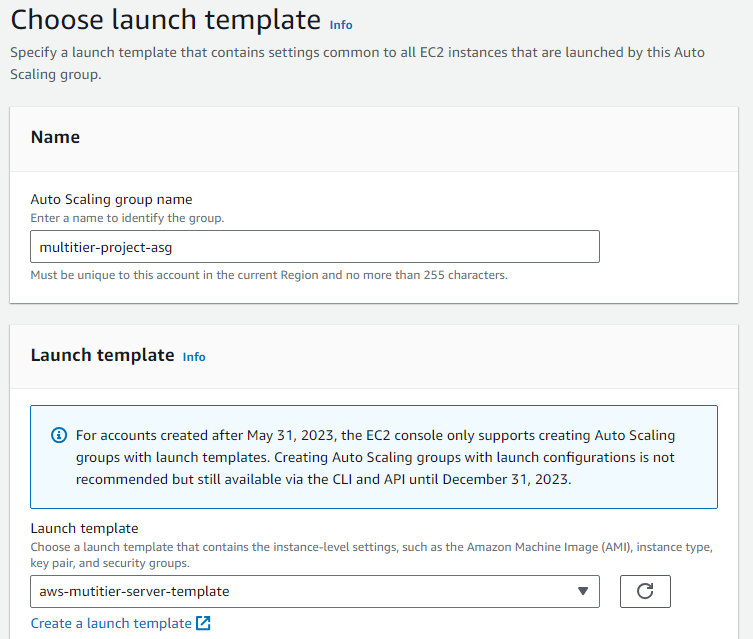 Choose launch template Info
Specify a launch template that contains settings common to all EC2 instances that are launched by this Auto
Scaling group.
Name
Auto Scaling group name
Enter a name to identify the group.
multitier-project-asg
Must be unique to this account in the current Region and no more than 255 characters.
Launch template Info
For accounts created after May 31, 2023, the EC2 console only supports creating Auto Scaling
groups with launch templates. Creating Auto Scaling groups with launch configurations is not
recommended but still available via the CLI and API until December 31, 2023.
Launch template
Choose a launch template that contains the instance-level settings, such as the Amazon Machine Image (AMI), instance type,
key pair, and security groups.
aws-mutitier-server-template
Create a launch template